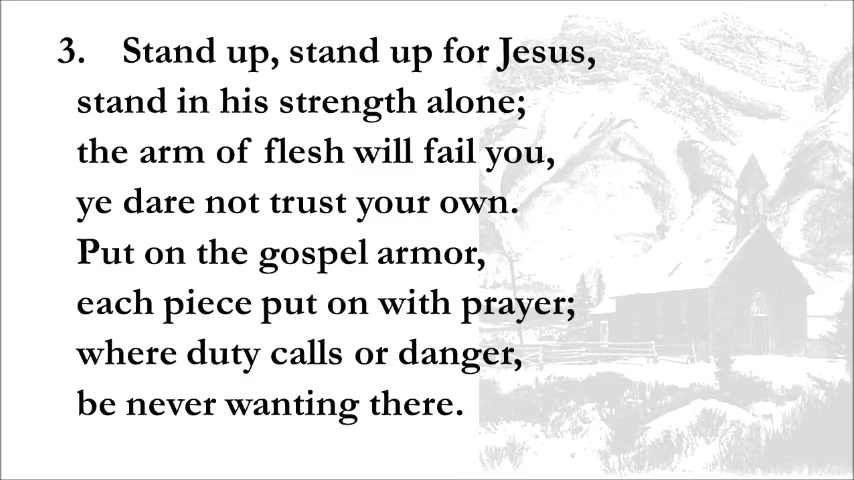 3. Stand up, stand up for Jesus,
stand in his strength alone;
the arm of flesh will fail you,
ye dare not trust your own.
Put on the gospel armor,
each piece put on with prayer;
where duty calls or danger,
be never wanting there.